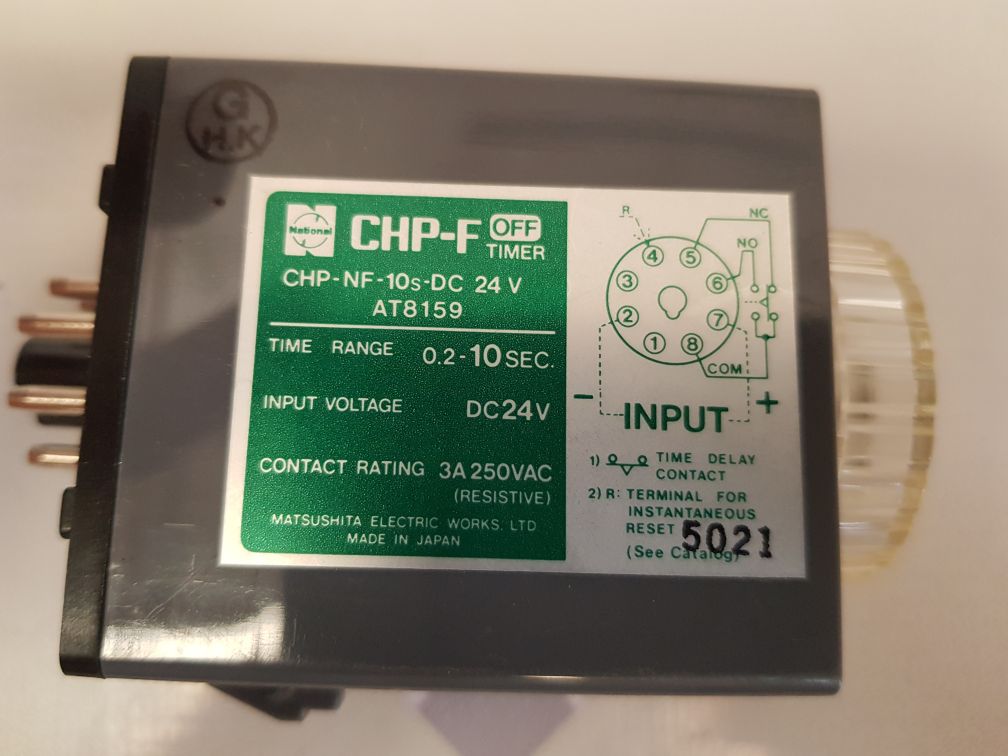 G
H.K
National
CHP-F OFF
TIMER
CHP-NF-10s-DC 24 V
AT8159
TIME RANGE 0.2-10 SEC.
INPUT VOLTAGE DC24V
CONTACT RATING 3A 250VAC
(RESISTIVE)
MATSUSHITA ELECTRIC WORKS. LTD
MADE IN JAPAN
R NC
NO
4 5
3 6
2 7
1 8
COM
- INPUT +
1) TIME DELAY
CONTACT
2) R: TERMINAL FOR
INSTANTANEOUS
RESET 5021
(See Catalog)